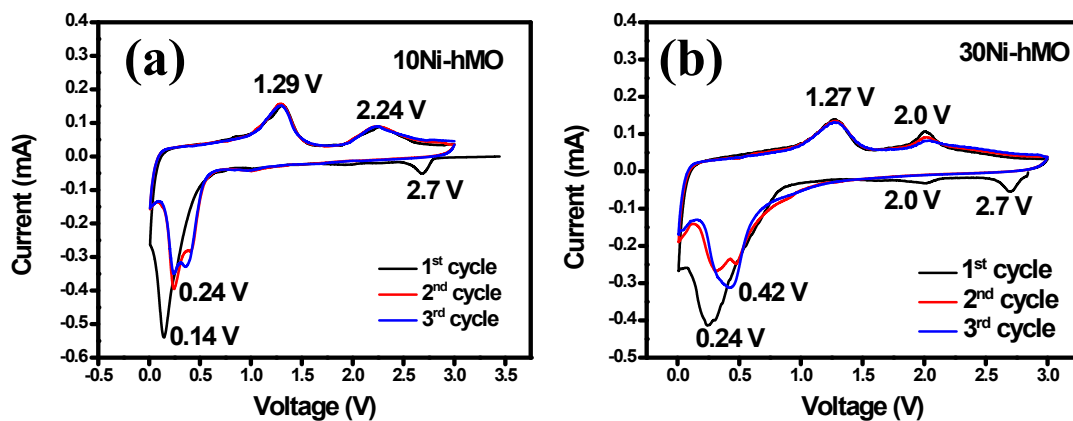 (a)
10Ni-hMO
1.29 V
2.24 V
2.7 V
0.24 V
0.14 V
1st cycle
2nd cycle
3rd cycle
Current (mA)
0.4
0.3
0.2
0.1
0.0
-0.1
-0.2
-0.3
-0.4
-0.5
-0.6
-0.5 0.0 0.5 1.0 1.5 2.0 2.5 3.0 3.5
Voltage (V)
(b)
30Ni-hMO
1.27 V
2.0 V
2.0 V
2.7 V
0.42 V
0.24 V
1st cycle
2nd cycle
3rd cycle
Current (mA)
0.4
0.3
0.2
0.1
0.0
-0.1
-0.2
-0.3
-0.4
-0.5
0.0 0.5 1.0 1.5 2.0 2.5 3.0
Voltage (V)